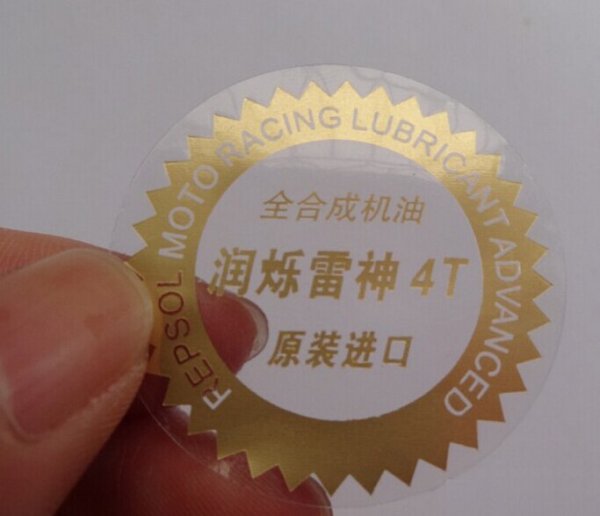 REPSOL MOTO RACING LUBRICANT ADVANCED
全合成机油
润烁雷神 4T
原装进口